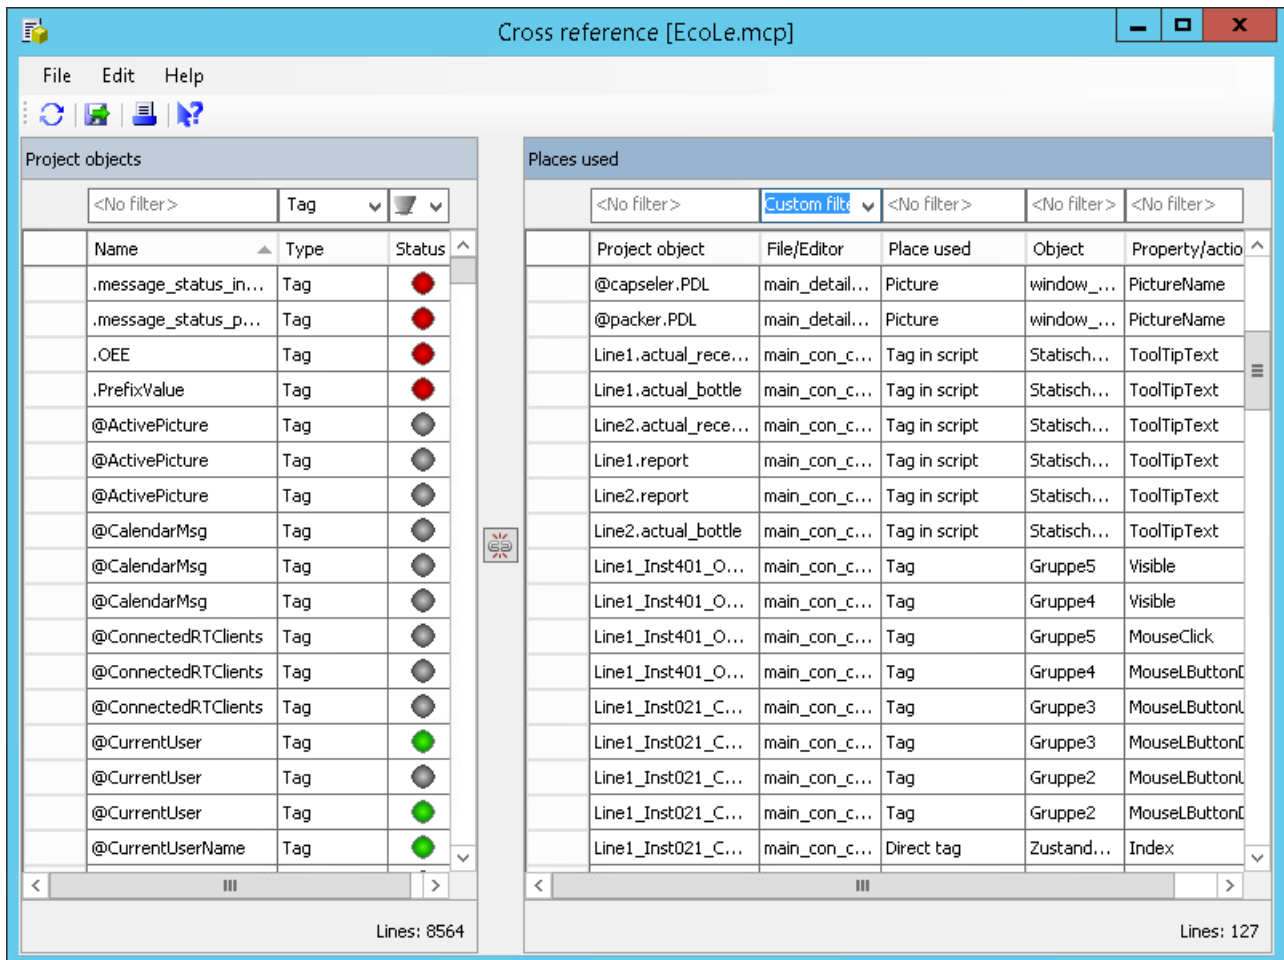 Cross reference [EcoLe.mcp]
File Edit Help
Project objects
<No filter> Tag
Name Type Status
.message_status_in... Tag
.message_status_p... Tag
.OEE Tag
.PrefixValue Tag
@ActivePicture Tag
@ActivePicture Tag
@ActivePicture Tag
@CalendarMsg Tag
@CalendarMsg Tag
@CalendarMsg Tag
@ConnectedRTClients Tag
@ConnectedRTClients Tag
@ConnectedRTClients Tag
@CurrentUser Tag
@CurrentUser Tag
@CurrentUser Tag
@CurrentUserName Tag
Lines: 8564
Places used
<No filter> Custom filte <No filter> <No filter> <No filter>
Project object File/Editor Place used Object Property/actio
@capseler.PDL main_detail... Picture window_... PictureName
@packer.PDL main_detail... Picture window_... PictureName
Line1.actual_rece... main_con_c... Tag in script Statisch... ToolTipText
Line1.actual_bottle main_con_c... Tag in script Statisch... ToolTipText
Line2.actual_rece... main_con_c... Tag in script Statisch... ToolTipText
Line1.report main_con_c... Tag in script Statisch... ToolTipText
Line2.report main_con_c... Tag in script Statisch... ToolTipText
Line2.actual_bottle main_con_c... Tag in script Statisch... ToolTipText
Line1_Inst401_O... main_con_c... Tag Gruppe5 Visible
Line1_Inst401_O... main_con_c... Tag Gruppe4 Visible
Line1_Inst401_O... main_con_c... Tag Gruppe5 MouseClick
Line1_Inst401_O... main_con_c... Tag Gruppe4 MouseLButtonD
Line1_Inst021_C... main_con_c... Tag Gruppe3 MouseLButtonU
Line1_Inst021_C... main_con_c... Tag Gruppe3 MouseLButtonD
Line1_Inst021_C... main_con_c... Tag Gruppe2 MouseLButtonU
Line1_Inst021_C... main_con_c... Tag Gruppe2 MouseLButtonD
Line1_Inst021_C... main_con_c... Direct tag Zustand... Index
Lines: 127